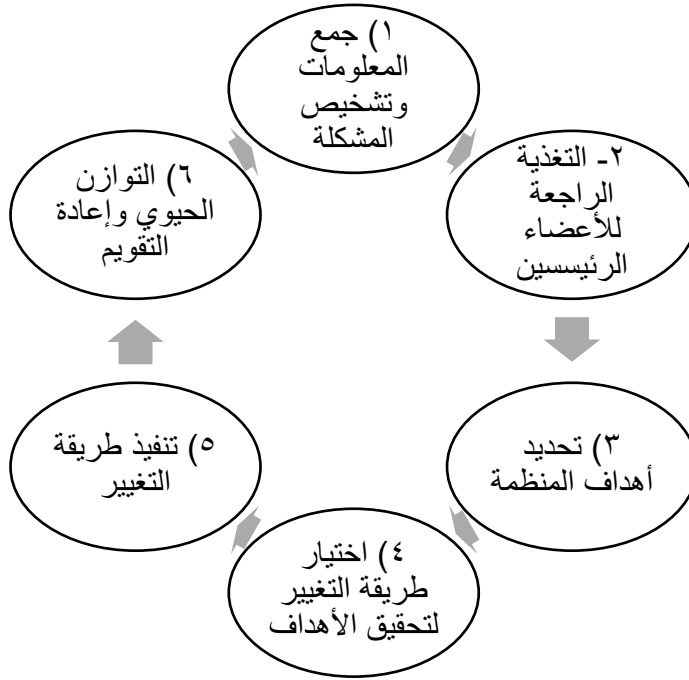 ١) جمع
المعلومات
وتشخيص
المشكلة
٢- التغذية
الراجعة
للأعضاء
الرئيسسين
٣) تحديد
أهداف المنظمة
٤) اختيار
طريقة التغيير
لتحقيق الأهداف
٥) تنفيذ طريقة
التغيير
٦) التوازن
الحيوي وإعادة
التقويم